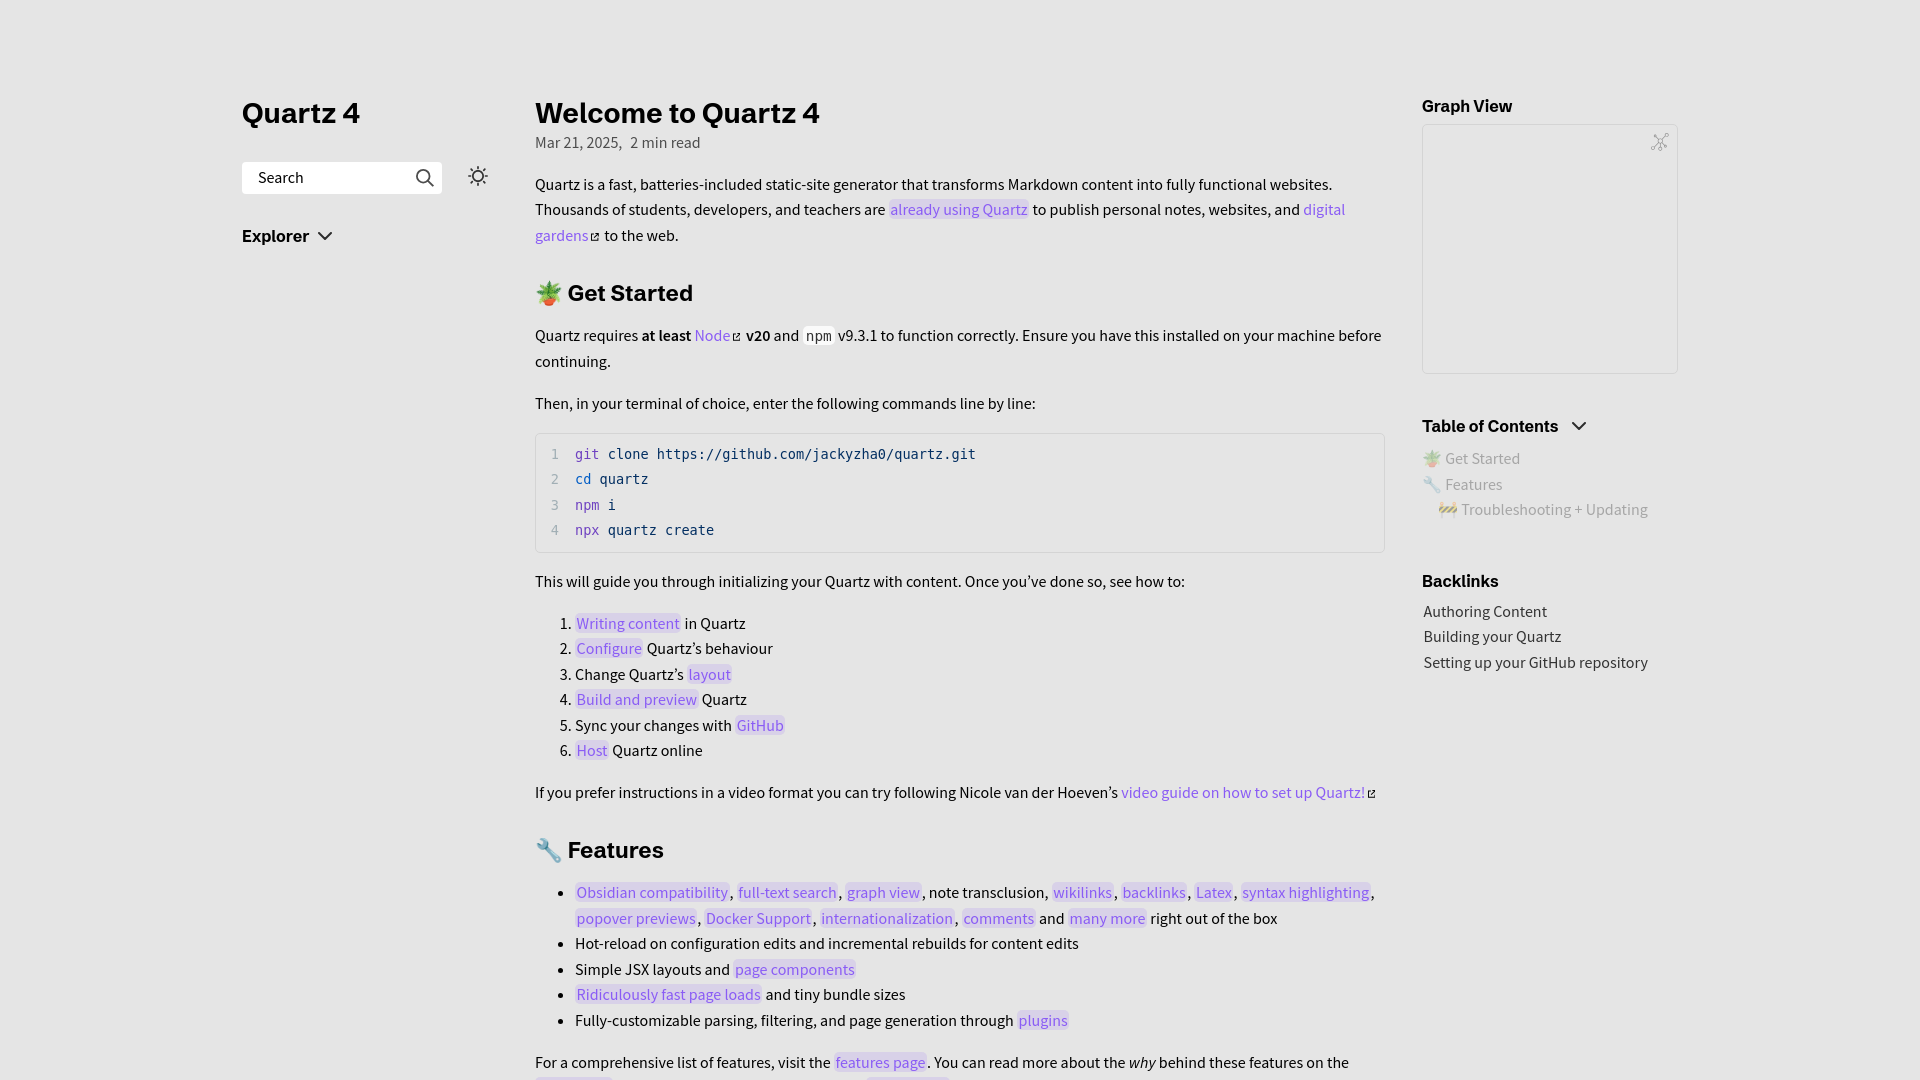 Quartz 4
Search
Explorer
Welcome to Quartz 4
Mar 21, 2025, 2 min read
Quartz is a fast, batteries-included static-site generator that transforms Markdown content into fully functional websites.
Thousands of students, developers, and teachers are already using Quartz to publish personal notes, websites, and digital
gardens to the web.
🪴 Get Started
Quartz requires at least Node v20 and npm v9.3.1 to function correctly. Ensure you have this installed on your machine before
continuing.
Then, in your terminal of choice, enter the following commands line by line:
1 git clone https://github.com/jackyzha0/quartz.git
2 cd quartz
3 npm i
4 npx quartz create
This will guide you through initializing your Quartz with content. Once you’ve done so, see how to:
1. Writing content in Quartz
2. Configure Quartz’s behaviour
3. Change Quartz’s layout
4. Build and preview Quartz
5. Sync your changes with GitHub
6. Host Quartz online
If you prefer instructions in a video format you can try following Nicole van der Hoeven’s video guide on how to set up Quartz!
🔧 Features
• Obsidian compatibility, full-text search, graph view, note transclusion, wikilinks, backlinks, Latex, syntax highlighting,
popover previews, Docker Support, internationalization, comments and many more right out of the box
• Hot-reload on configuration edits and incremental rebuilds for content edits
• Simple JSX layouts and page components
• Ridiculously fast page loads and tiny bundle sizes
• Fully-customizable parsing, filtering, and page generation through plugins
For a comprehensive list of features, visit the features page. You can read more about the why behind these features on the
Graph View
Table of Contents
🪴 Get Started
🔧 Features
🚧 Troubleshooting + Updating
Backlinks
Authoring Content
Building your Quartz
Setting up your GitHub repository